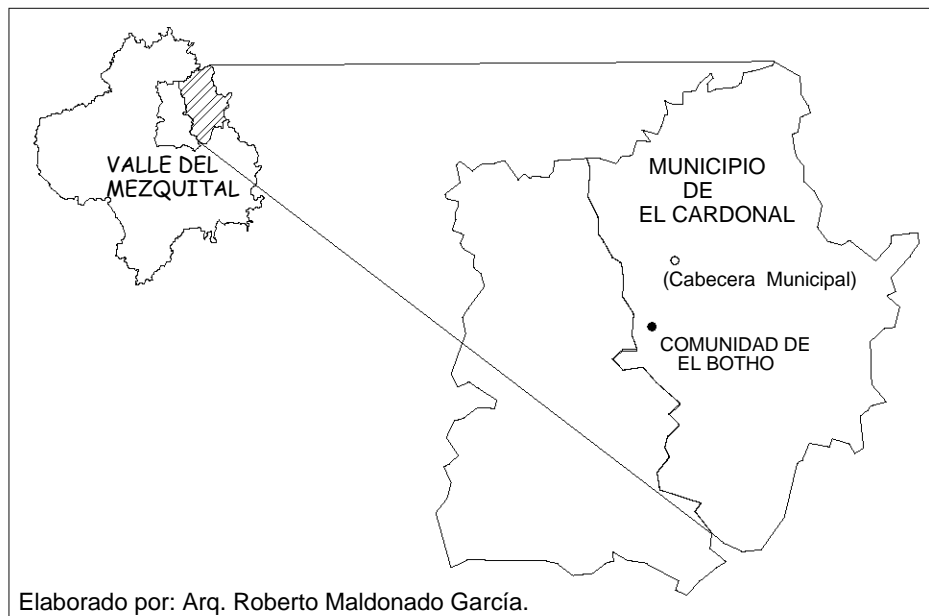 VALLE DEL
MEZQUITAL
MUNICIPIO
DE
EL CARDONAL
(Cabecera Municipal)
COMUNIDAD DE
EL BOTHO
Elaborado por: Arq. Roberto Maldonado García.